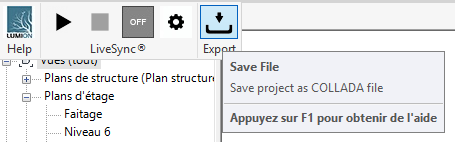 LUMION
OFF
Help
LiveSync®
Export
Vues (tout)
Plans de structure (Plan structure
Plans d'étage
Faitage
Niveau 6
Save File
Save project as COLLADA file
Appuyez sur F1 pour obtenir de l'aide